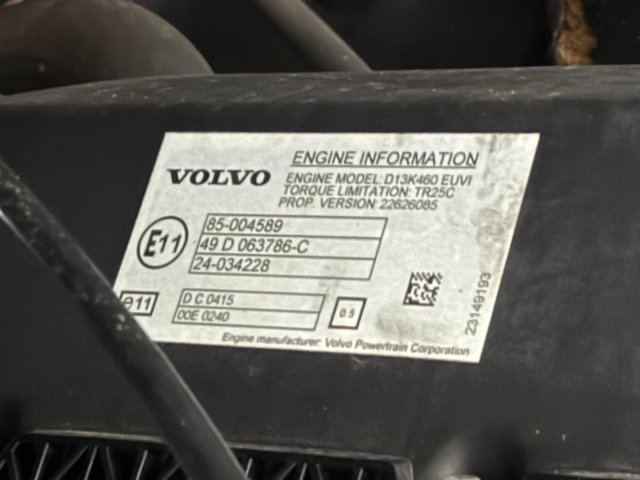 VOLVO
ENGINE INFORMATION
ENGINE MODEL: D13K460 EUVI
TORQUE LIMITATION: TR25C
PROP. VERSION: 22626085
E11
85-004589
49 D 063786-C
24-034228
e11
D C 0415
00E 0240
0.5
23149193
Engine manufacturer: Volvo Powertrain Corporation